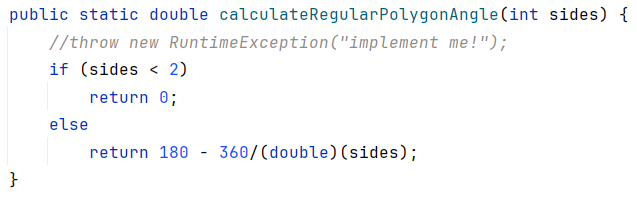 public static double calculateRegularPolygonAngle(int sides) {
    //throw new RuntimeException("implement me!");
    if (sides < 2)
        return 0;
    else
        return 180 - 360/(double)(sides);
}